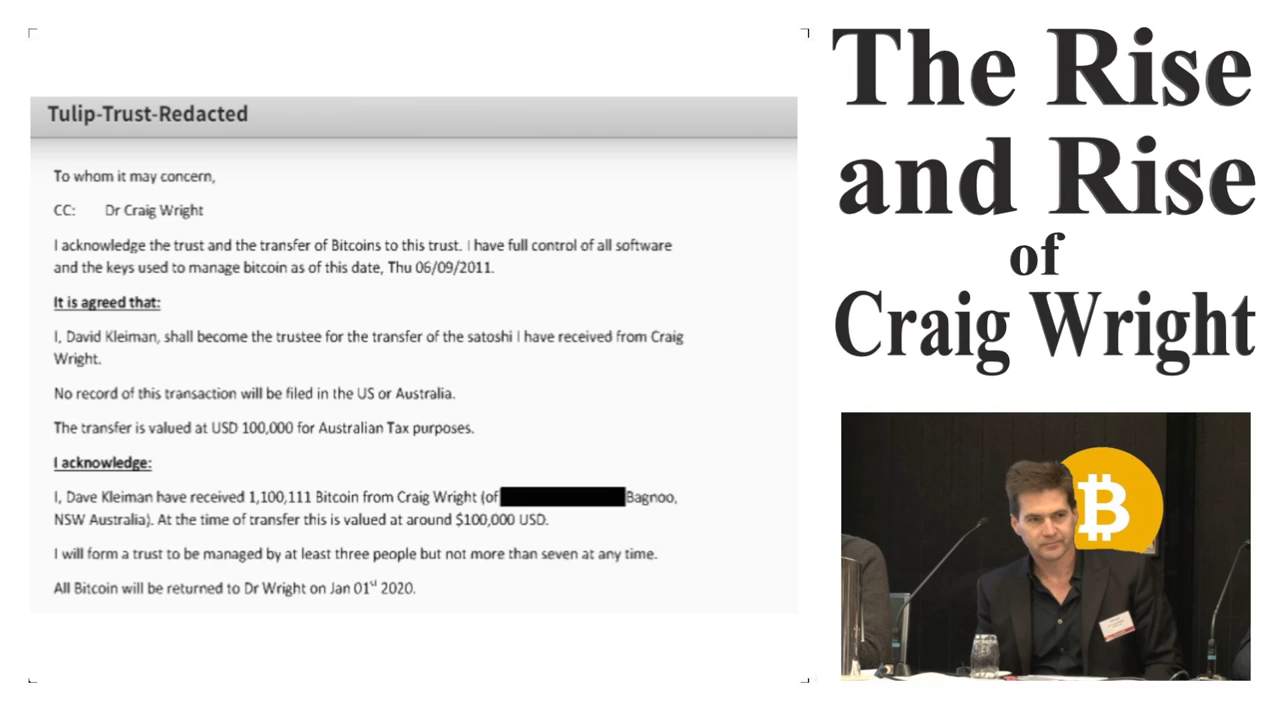 Tulip-Trust-Redacted
To whom it may concern,
CC: Dr Craig Wright
I acknowledge the trust and the transfer of Bitcoins to this trust. I have full control of all software
and the keys used to manage bitcoin as of this date, Thu 06/09/2011.
It is agreed that:
I, David Kleiman, shall become the trustee for the transfer of the satoshi I have received from Craig
Wright.
No record of this transaction will be filed in the US or Australia.
The transfer is valued at USD 100,000 for Australian Tax purposes.
I acknowledge:
I, Dave Kleiman have received 1,100,111 Bitcoin from Craig Wright (of Bagnoo,
NSW Australia). At the time of transfer this is valued at around $100,000 USD.
I will form a trust to be managed by at least three people but not more than seven at any time.
All Bitcoin will be returned to Dr Wright on Jan 01st 2020.
The Rise
and Rise
of
Craig Wright